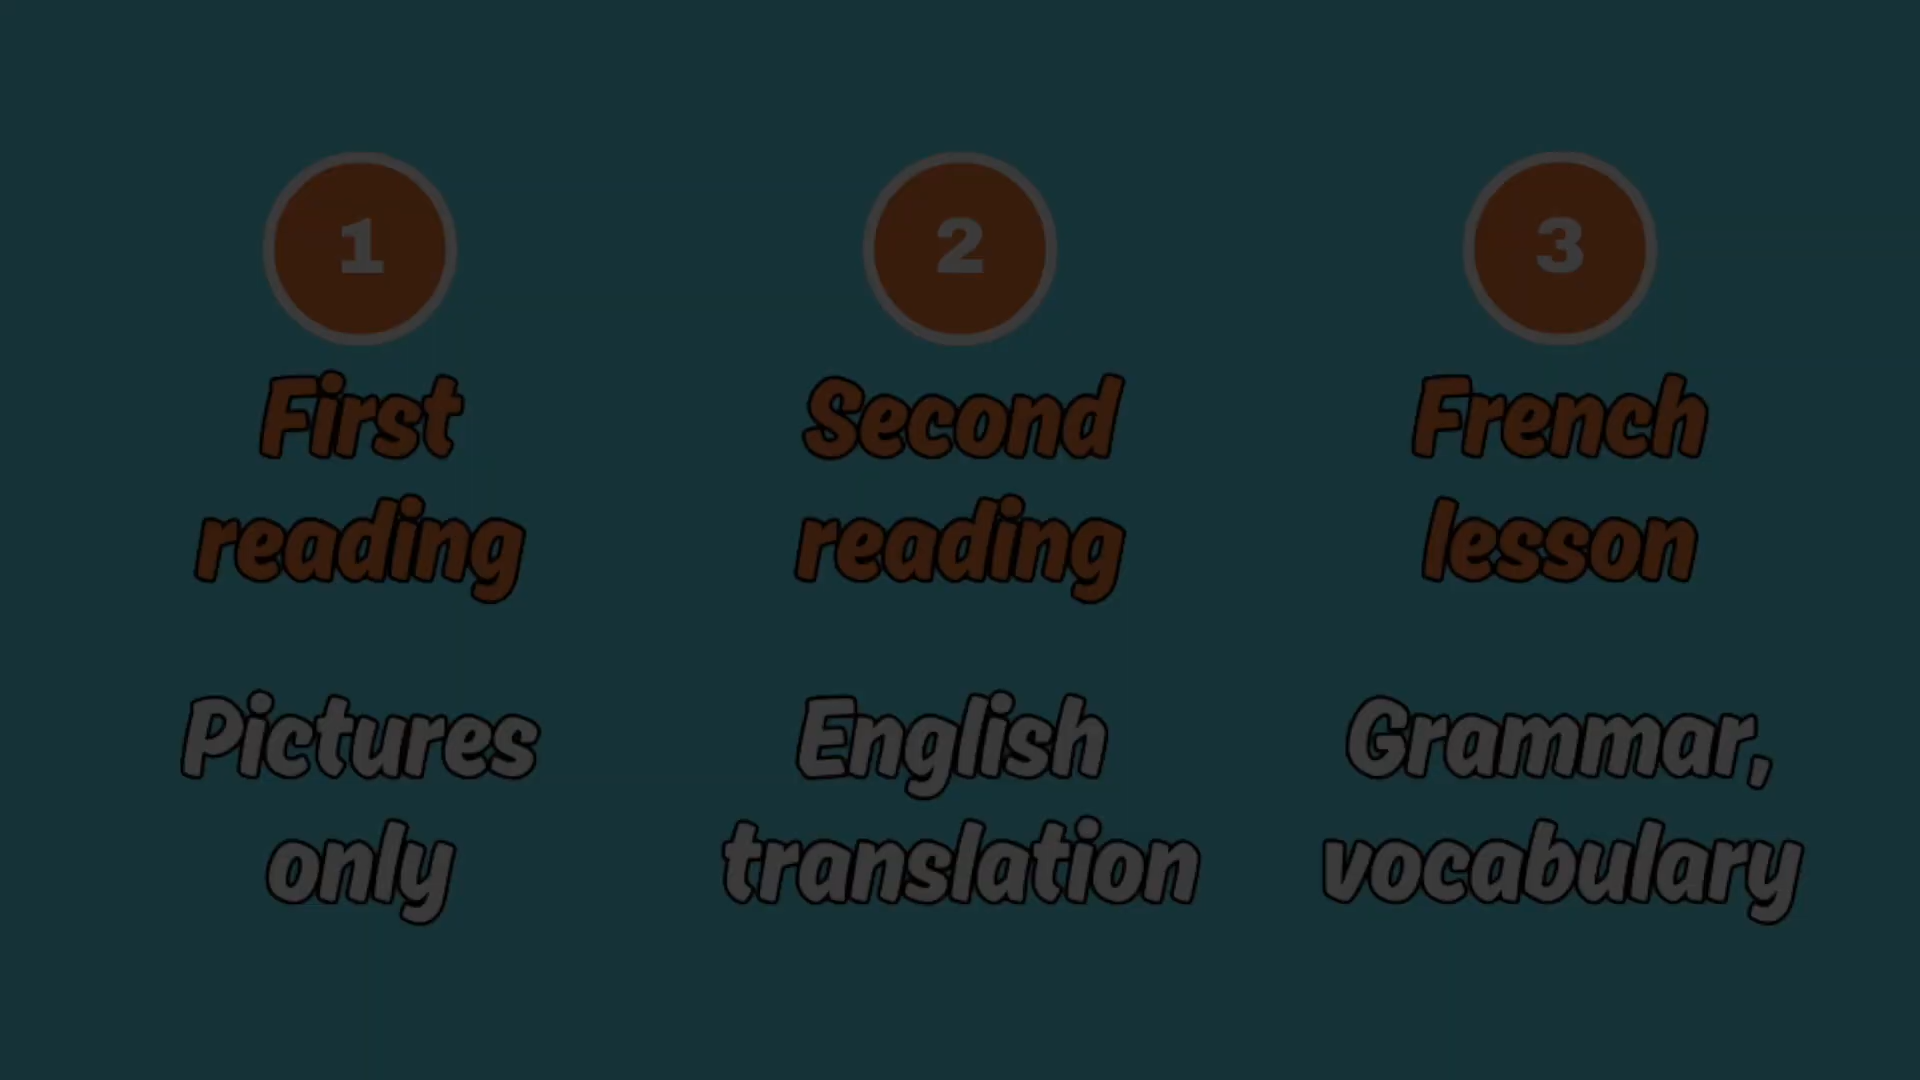 1
First
reading
Pictures
only
2
Second
reading
English
translation
3
French
lesson
Grammar,
vocabulary